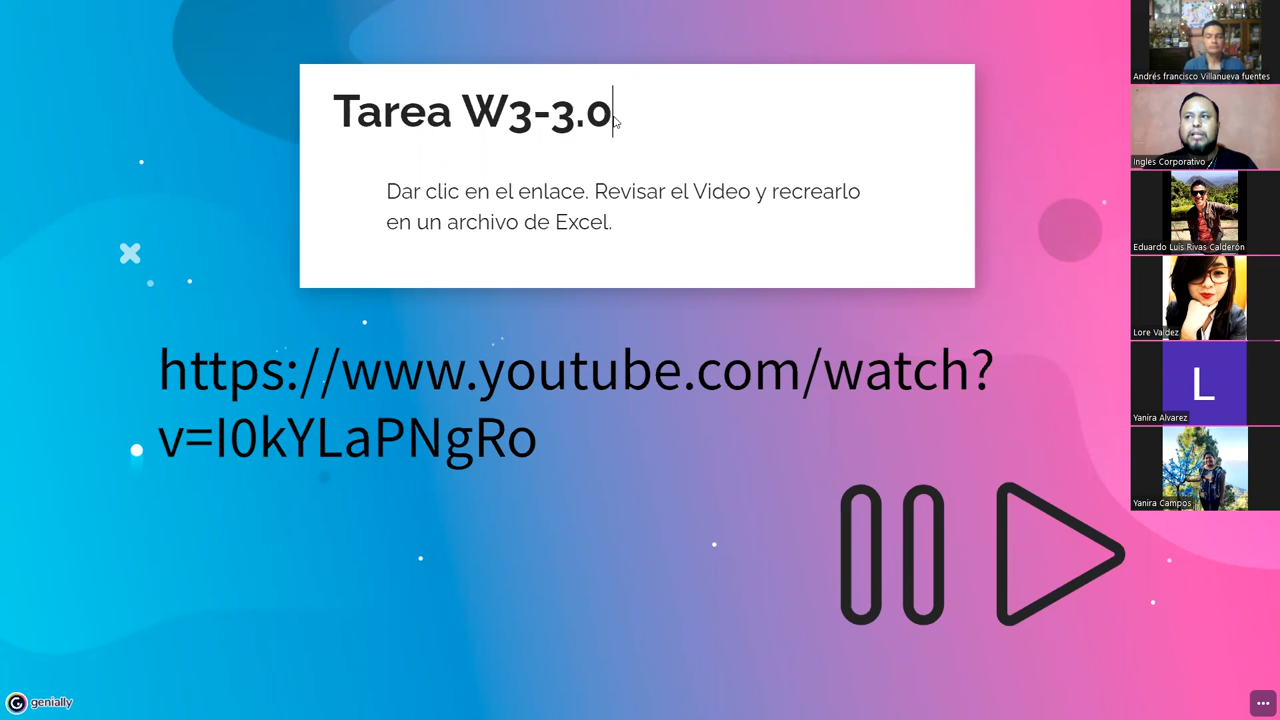 Tarea W3-3.0
Dar clic en el enlace. Revisar el Video y recrearlo
en un archivo de Excel.
https://www.youtube.com/watch?
v=I0kYLaPNgRo
Andrés francisco Villanueva fuentes
Ingles Corporativo
Eduardo Luis Rivas Calderón
Lore Valdez
L
Yanira Alvarez
Yanira Campos
genially